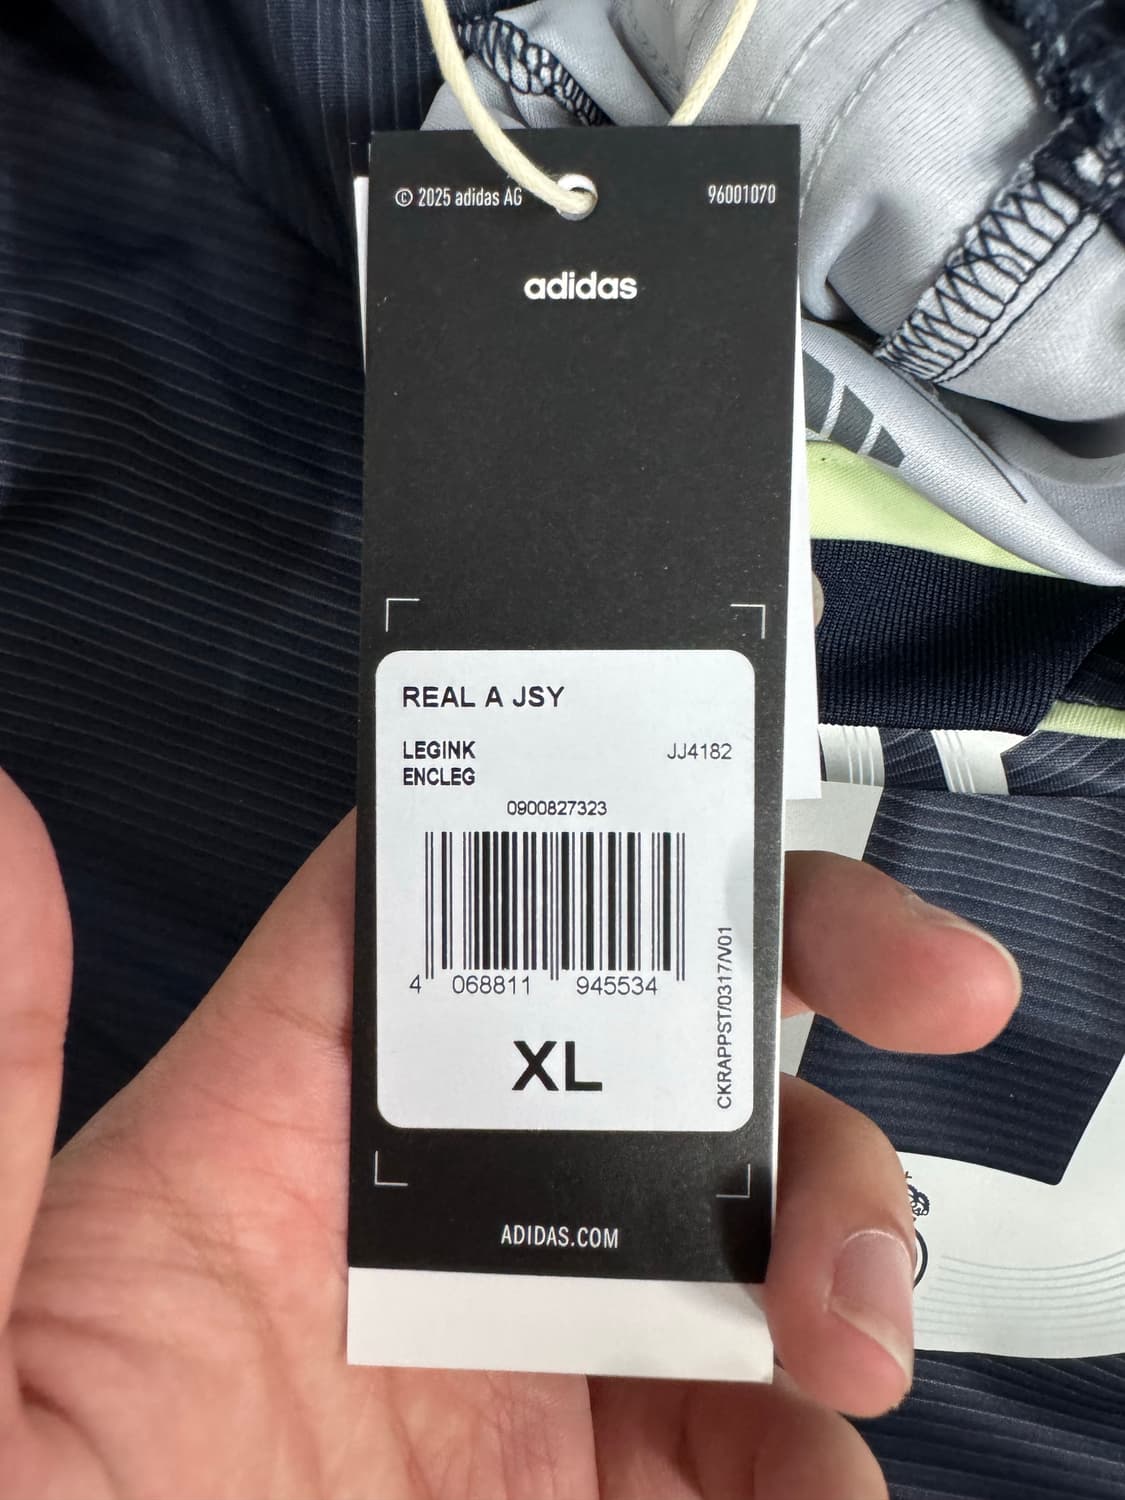 © 2025 adidas AG
96001070
adidas
REAL A JSY
LEGINK
JJ4182
ENCLEG
0900827323
4 068811 945534
XL
CKRAPPST/0317/V01
ADIDAS.COM